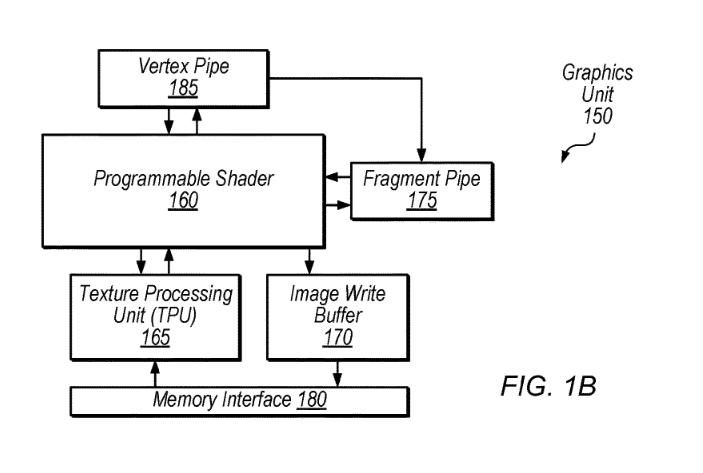 Vertex Pipe
185
Graphics
Unit
150
Programmable Shader
160
Fragment Pipe
175
Texture Processing
Unit (TPU)
165
Image Write
Buffer
170
Memory Interface 180
FIG. 1B